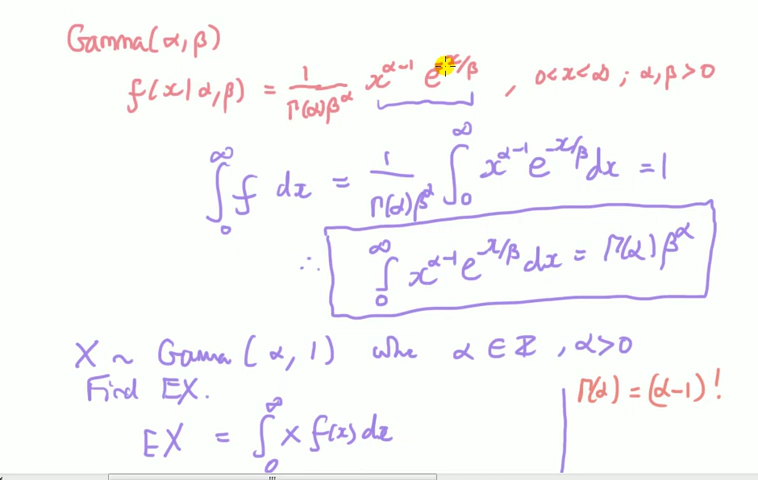 Gamma(α, β)
f(x|α,β) = 1/(Γ(α)β^α) x^(α-1) e^(-x/β) , 0<x<∞ ; α,β>0
∫₀^∞ f dx = 1/(Γ(α)β^α) ∫₀^∞ x^(α-1) e^(-x/β) dx = 1
∴ ∫₀^∞ x^(α-1) e^(-x/β) dx = Γ(α) β^α
X ~ Gamma (α, 1) whe α ∈ ℤ , α>0
Find EX.
Γ(α) = (α-1)!
EX = ∫₀^∞ x f(x) dx